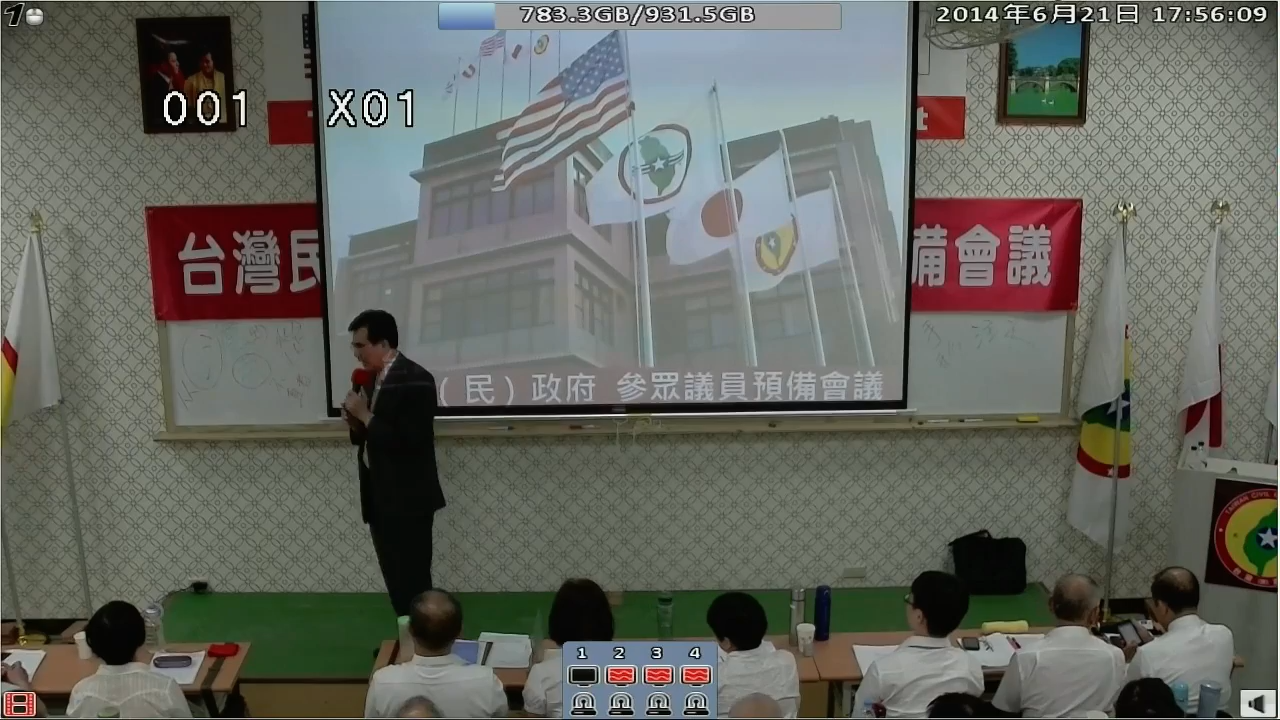 783.3GB/931.5GB
2014年6月21日 17:56:09
001 X01
台灣民
備會議
(民)政府 參眾議員預備會議
TAIWAN CIVIL
1 2 3 4